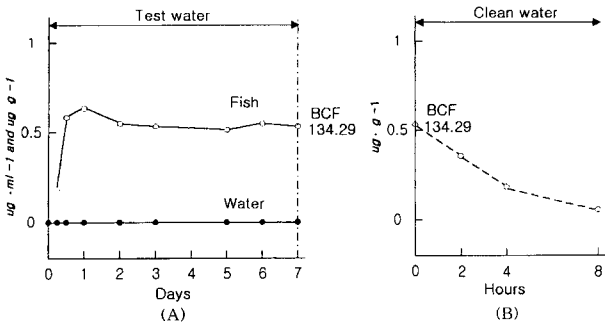 Test water
1
0.5
0
ug · ml -1 and ug g -1
Fish
BCF
134.29
Water
0 1 2 3 4 5 6 7
Days
(A)
Clean water
1
0.5
0
ug · g -1
BCF
134.29
0 2 4 8
Hours
(B)